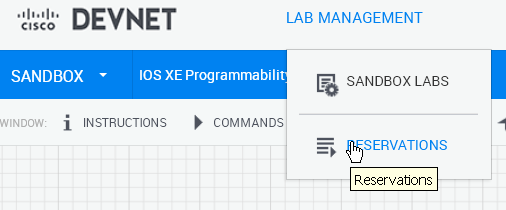 CISCO DEVNET LAB MANAGEMENT
SANDBOX IOS XE Programmability
SANDBOX LABS
WINDOW: INSTRUCTIONS COMMANDS
RESERVATIONS
Reservations